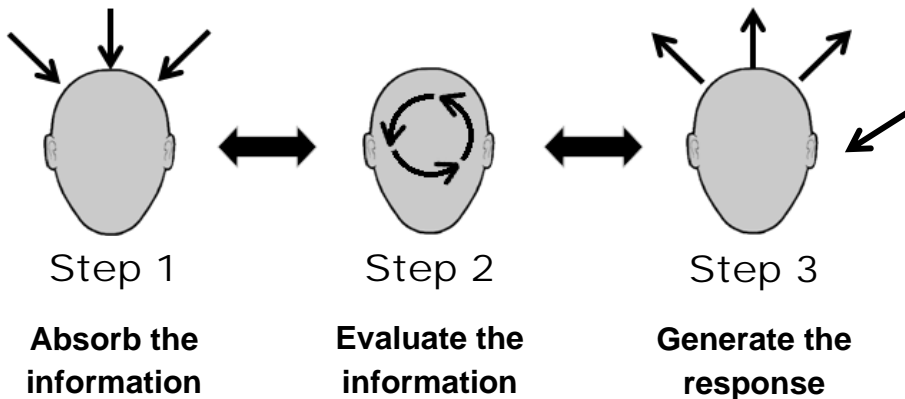 Step 1
Step 2
Step 3
Absorb the
information
Evaluate the
information
Generate the
response